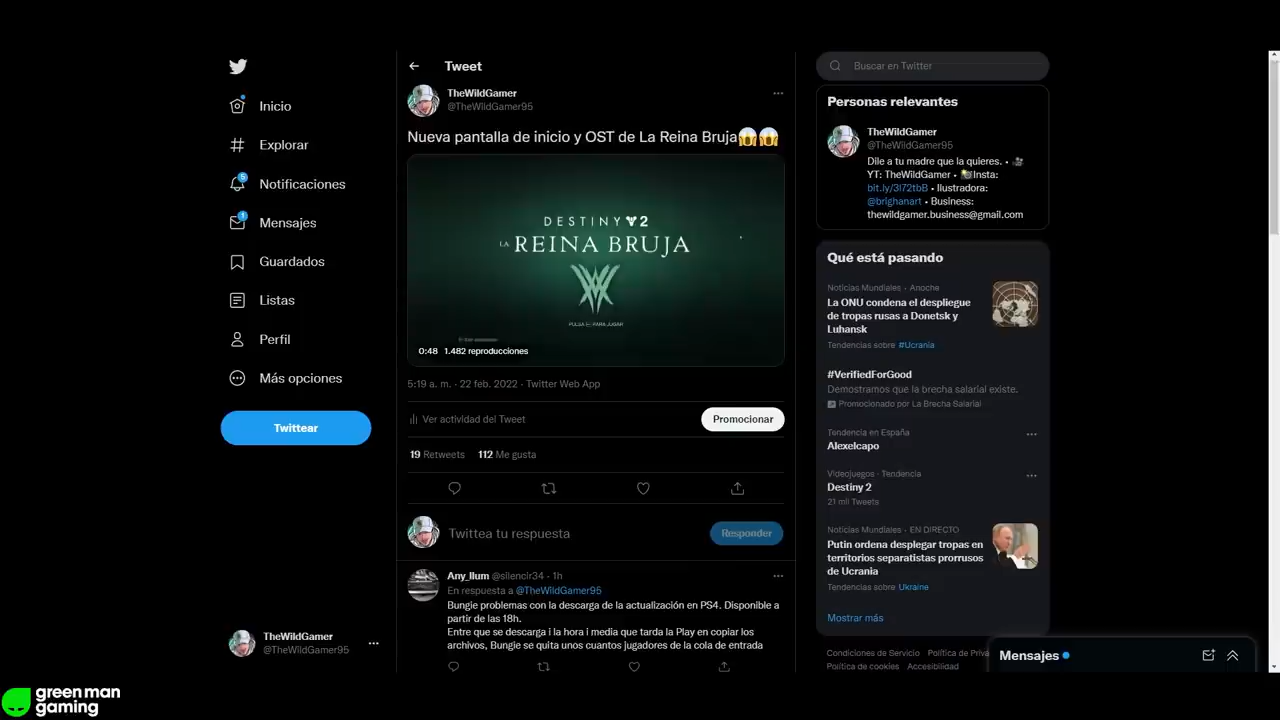 Inicio
Explorar
5
Notificaciones
1
Mensajes
Guardados
Listas
Perfil
Más opciones
Twittear
TheWildGamer
@TheWildGamer95
Tweet
TheWildGamer
@TheWildGamer95
Nueva pantalla de inicio y OST de La Reina Bruja😱😱
DESTINY 2
LA REINA BRUJA
PULSA PARA JUGAR
0:48 1.482 reproducciones
5:19 a. m. · 22 feb. 2022 · Twitter Web App
Ver actividad del Tweet
Promocionar
19 Retweets 112 Me gusta
Twittea tu respuesta
Responder
Any_Ilum @silencir34 · 1h
En respuesta a @TheWildGamer95
Bungie problemas con la descarga de la actualización en PS4. Disponible a
partir de las 18h.
Entre que se descarga i la hora i media que tarda la Play en copiar los
archivos, Bungie se quita unos cuantos jugadores de la cola de entrada
Buscar en Twitter
Personas relevantes
TheWildGamer
@TheWildGamer95
Dile a tu madre que la quieres. • 🎥
YT: TheWildGamer • 📸Insta:
bit.ly/3I72tbB • Ilustradora:
@brighanart • Business:
thewildgamer.business@gmail.com
Qué está pasando
Noticias Mundiales · Anoche
La ONU condena el despliegue
de tropas rusas a Donetsk y
Luhansk
Tendencias sobre #Ucrania
#VerifiedForGood
Demostramos que la brecha salarial existe.
Promocionado por La Brecha Salarial
Tendencia en España
Alexelcapo
Videojuegos · Tendencia
Destiny 2
21 mil Tweets
Noticias Mundiales · EN DIRECTO
Putin ordena desplegar tropas en
territorios separatistas prorrusos
de Ucrania
Tendencias sobre Ukraine
Mostrar más
Condiciones de Servicio Política de Priva
Política de cookies Accesibilidad
Mensajes
green man
gaming